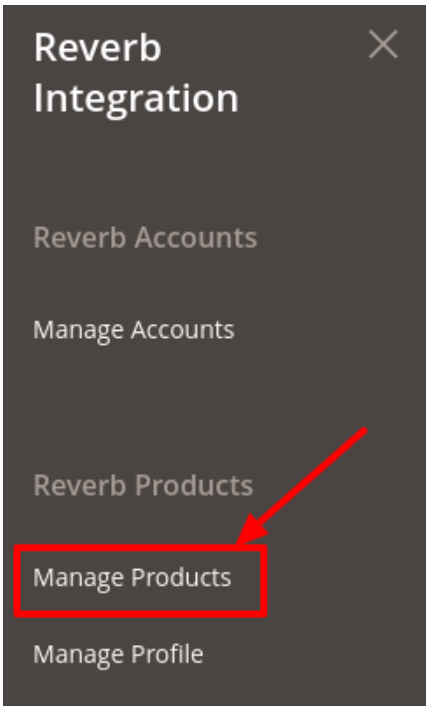 Reverb
Integration
Reverb Accounts
Manage Accounts
Reverb Products
Manage Products
Manage Profile